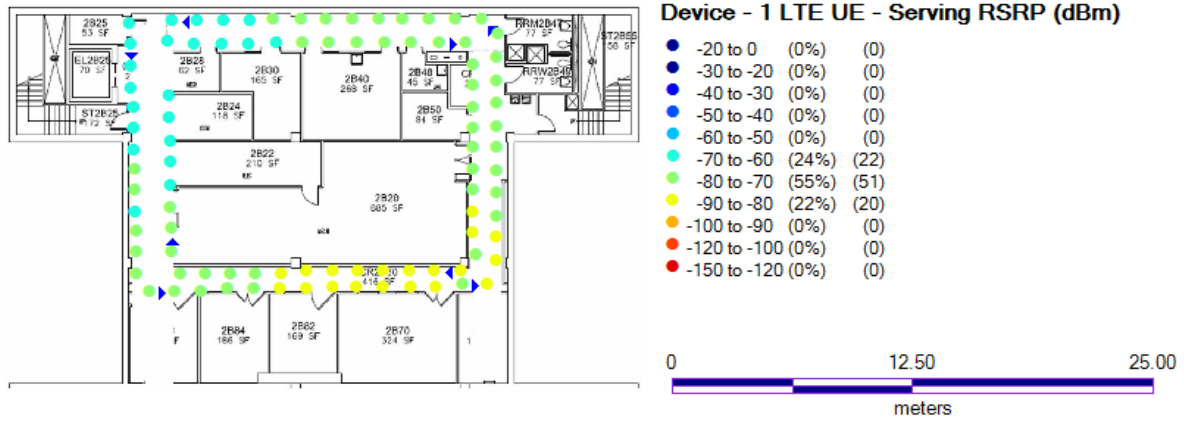 Device - 1 LTE UE - Serving RSRP (dBm)
-20 to 0 (0%) (0)
-30 to -20 (0%) (0)
-40 to -30 (0%) (0)
-50 to -40 (0%) (0)
-60 to -50 (0%) (0)
-70 to -60 (24%) (22)
-80 to -70 (55%) (51)
-90 to -80 (22%) (20)
-100 to -90 (0%) (0)
-120 to -100 (0%) (0)
-150 to -120 (0%) (0)
0 12.50 25.00
meters
2B25
53 SF
RRM2B47
77 SF
ST2B55
58 SF
EL2B25
70 SF
2B28
62 SF
2B30
165 SF
2B40
268 SF
2B48
45 SF
RRW2B49
77 SF
2B24
118 SF
2B50
84 SF
ST2B25
172 SF
2B22
210 SF
2B20
685 SF
416 SF
2B84
186 SF
2B82
169 SF
2B70
324 SF